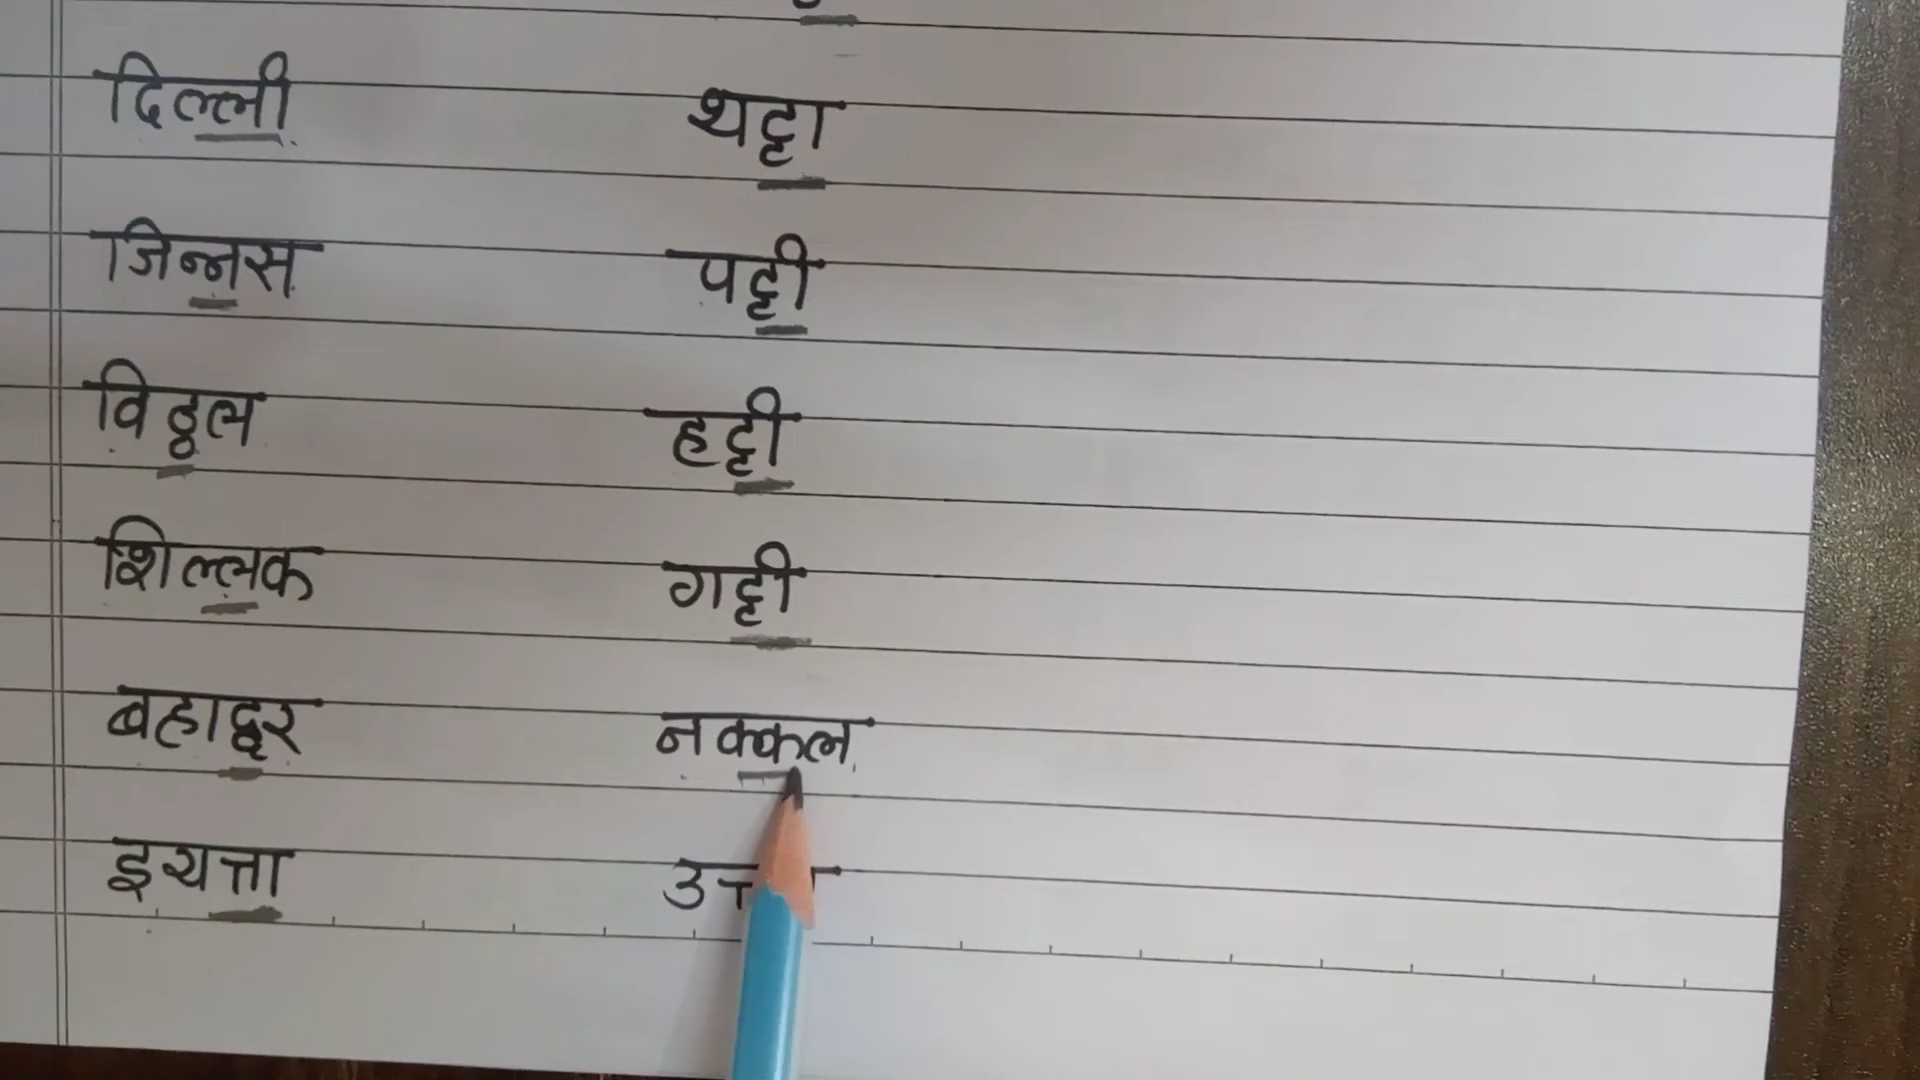 दिल्ली थट्टा
जिन्नस पट्टी
विठ्ठल हट्टी
शिल्लक गट्टी
बहाद्दर नक्कल
इयत्ता